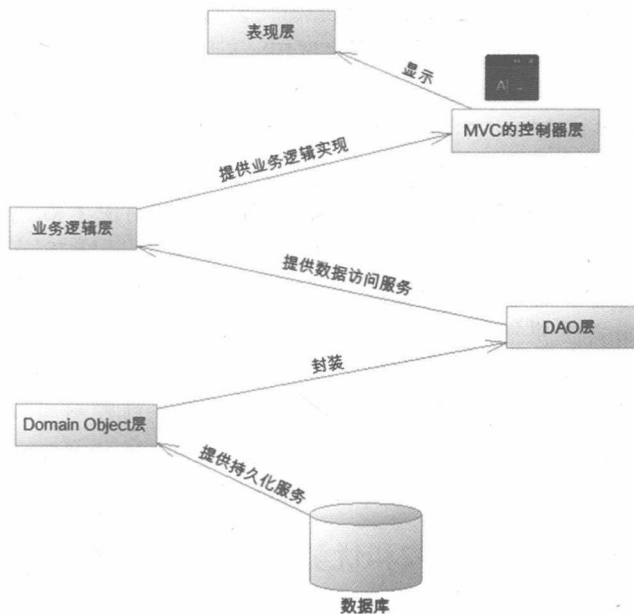 表现层
显示
A
MVC的控制器层
提供业务逻辑实现
业务逻辑层
提供数据访问服务
DAO层
封装
Domain Object层
提供持久化服务
数据库